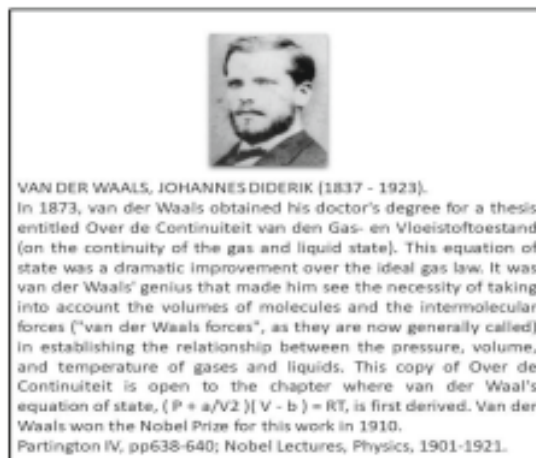 VAN DER WAALS, JOHANNES DIDERIK (1837 - 1923).
In 1873, van der Waals obtained his doctor's degree for a thesis
entitled Over de Continuiteit van den Gas- en Vloeistoftoestand
(on the continuity of the gas and liquid state). This equation of
state was a dramatic improvement over the ideal gas law. It was
van der Waals' genius that made him see the necessity of taking
into account the volumes of molecules and the intermolecular
forces ("van der Waals forces", as they are now generally called)
in establishing the relationship between the pressure, volume,
and temperature of gases and liquids. This copy of Over de
Continuiteit is open to the chapter where van der Waal's
equation of state, ( P + a/V2 )( V - b ) = RT, is first derived. Van der
Waals won the Nobel Prize for this work in 1910.
Partington IV, pp638-640; Nobel Lectures, Physics, 1901-1921.